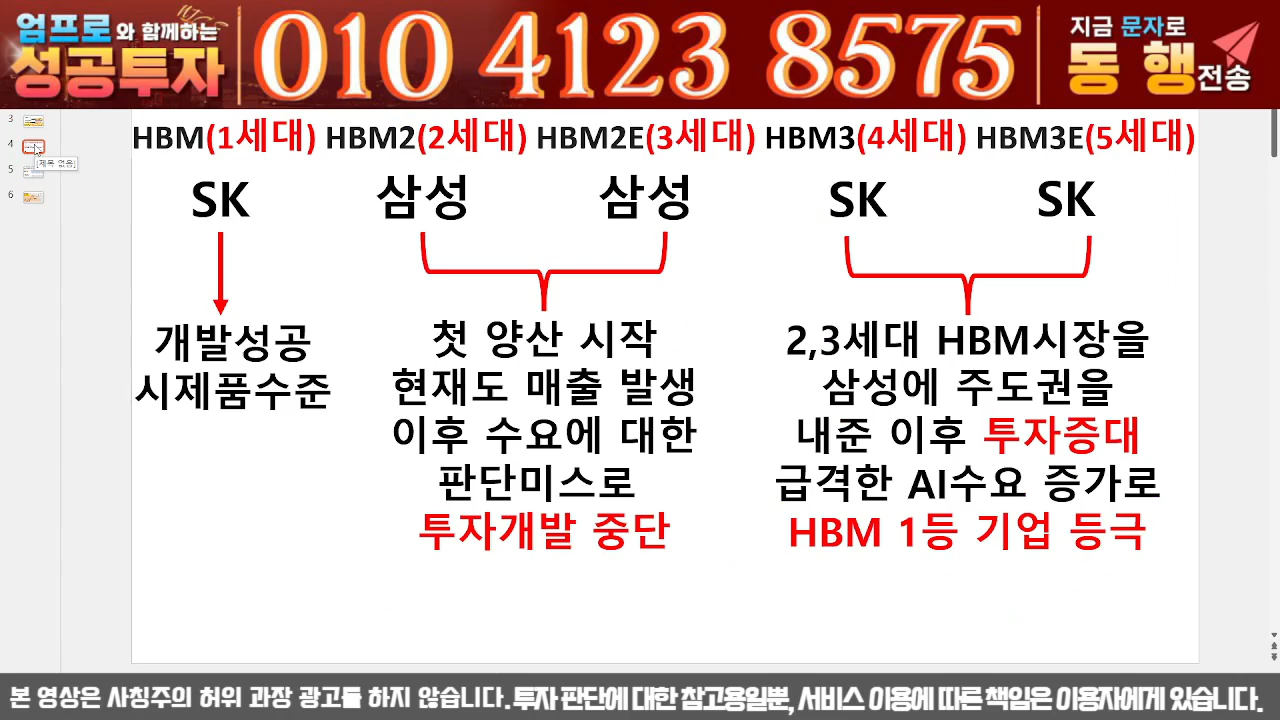 엄프로와 함께하는
성공투자
010 4123 8575
지금 문자로
동 행 전송
3
4
[제목 없음]
5
6
HBM(1세대) HBM2(2세대) HBM2E(3세대) HBM3(4세대) HBM3E(5세대)
SK 삼성 삼성 SK SK
개발성공
시제품수준
첫 양산 시작
현재도 매출 발생
이후 수요에 대한
판단미스로
투자개발 중단
2,3세대 HBM시장을
삼성에 주도권을
내준 이후 투자증대
급격한 AI수요 증가로
HBM 1등 기업 등극
본 영상은 사칭주의 허위 과장 광고를 하지 않습니다. 투자 판단에 대한 참고용일뿐, 서비스 이용에 따른 책임은 이용자에게 있습니다.